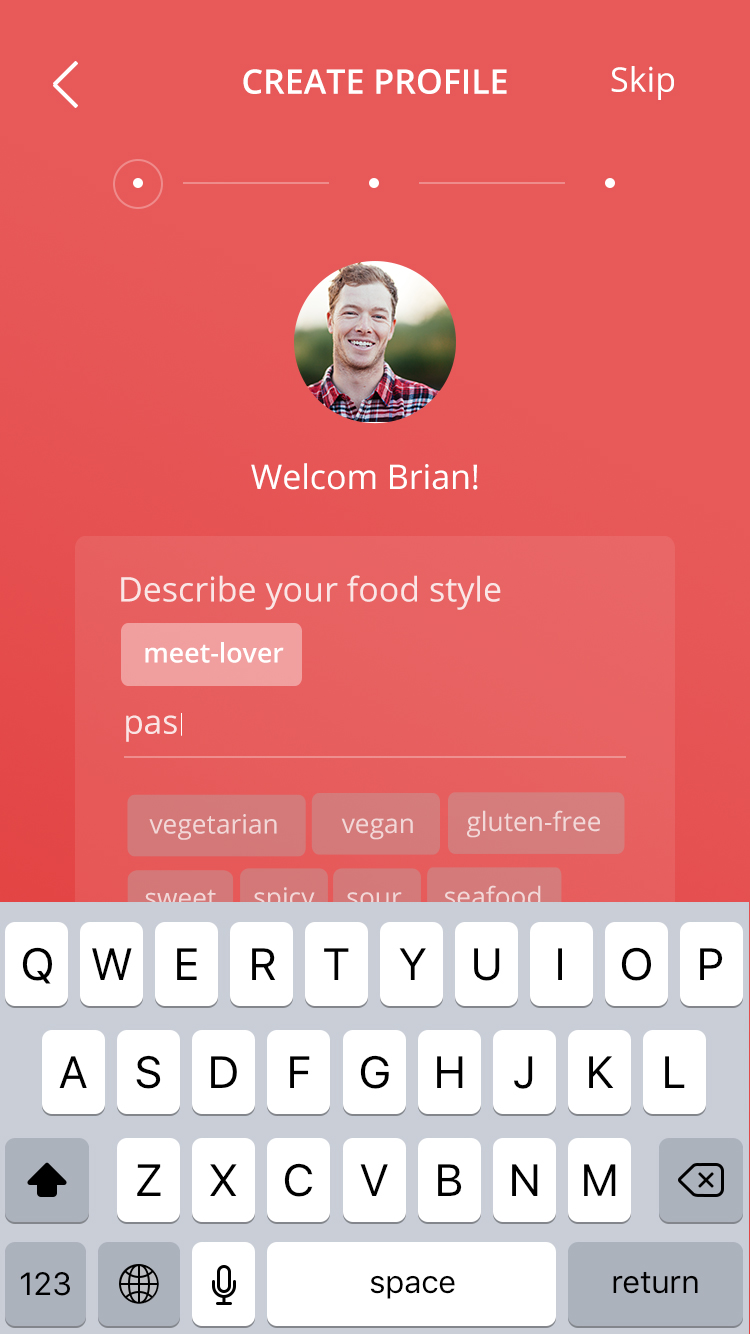 CREATE PROFILE Skip
Welcom Brian!
Describe your food style
meet-lover
pas
vegetarian vegan gluten-free
sweet spicy sour seafood
Q W E R T Y U I O P
A S D F G H J K L
Z X C V B N M
123 space return